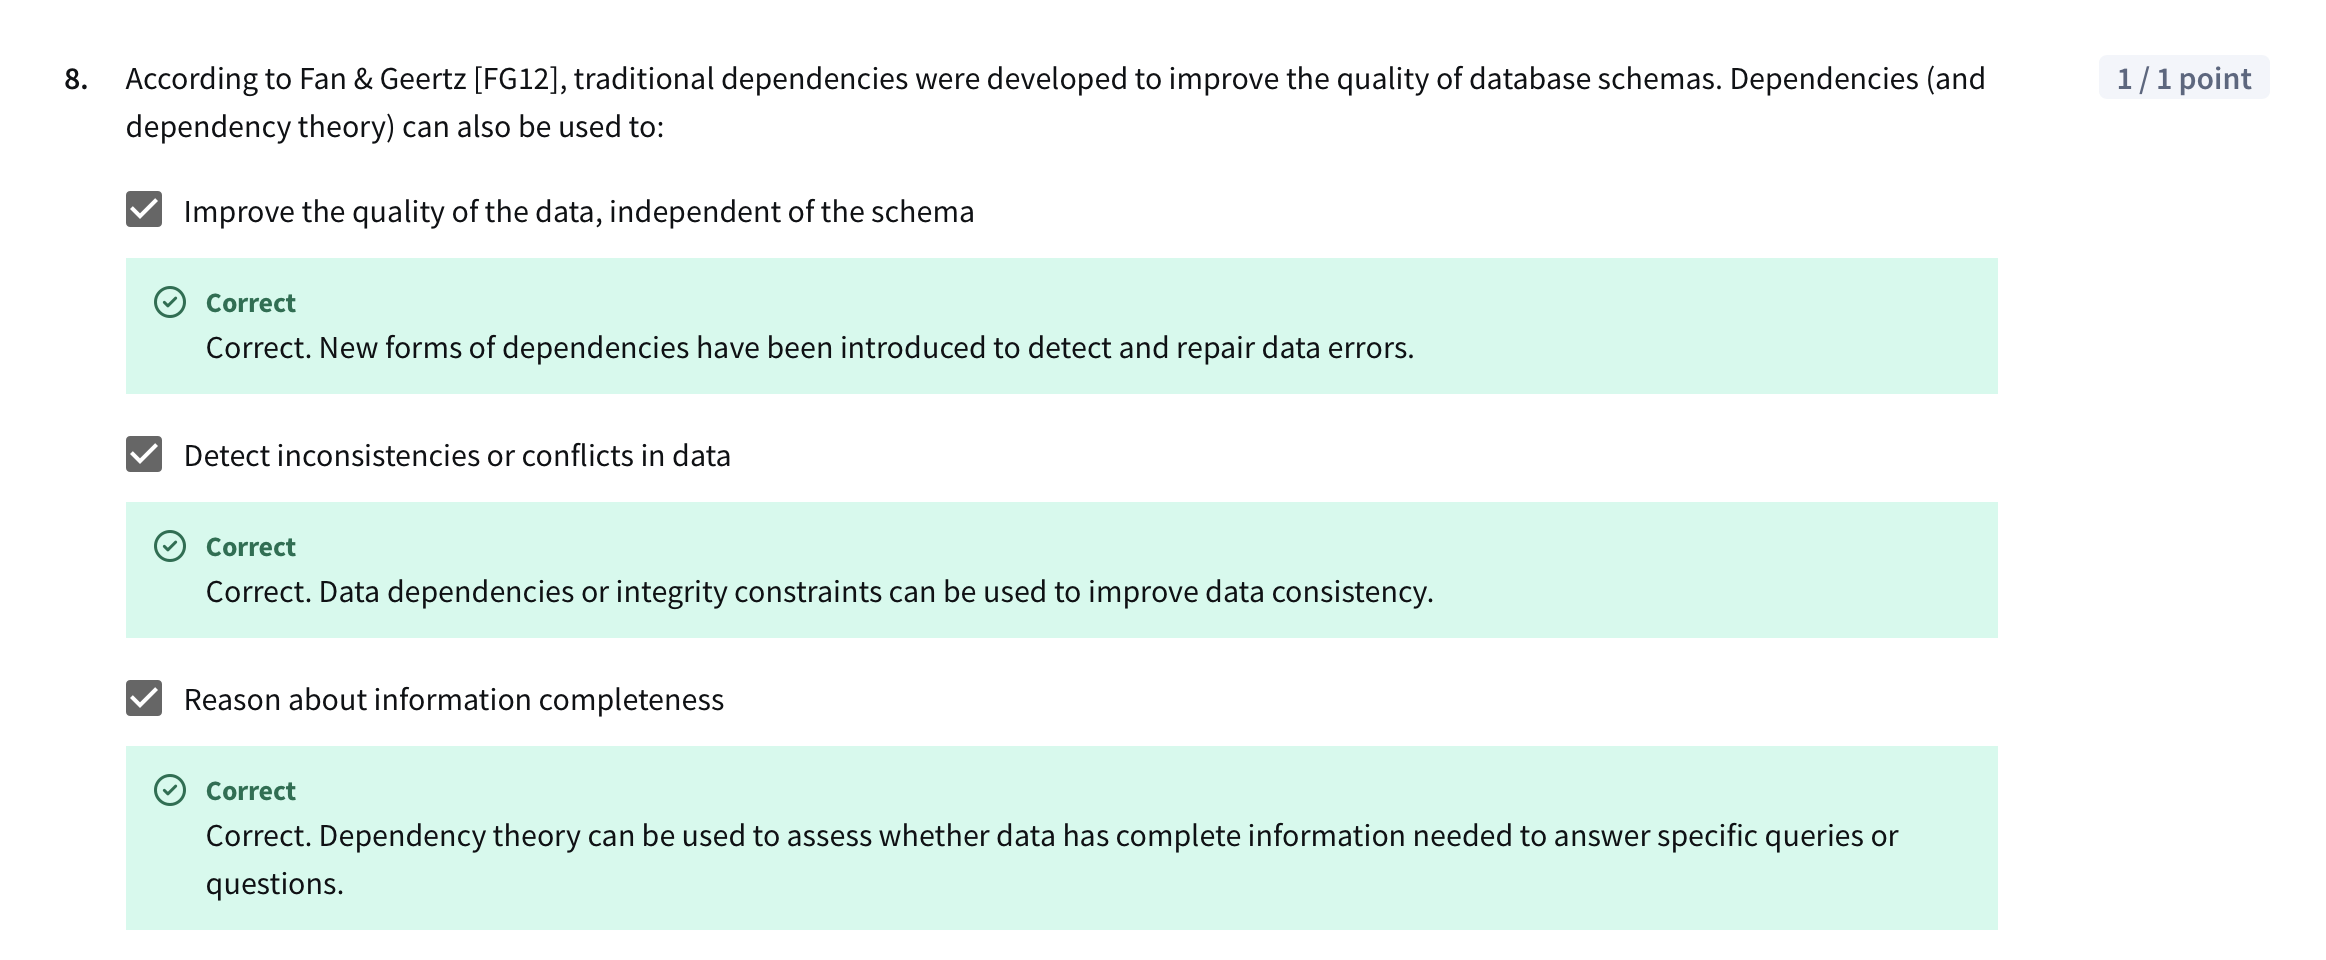 8. According to Fan & Geertz [FG12], traditional dependencies were developed to improve the quality of database schemas. Dependencies (and 1 / 1 point
dependency theory) can also be used to:
Improve the quality of the data, independent of the schema
Correct
Correct. New forms of dependencies have been introduced to detect and repair data errors.
Detect inconsistencies or conflicts in data
Correct
Correct. Data dependencies or integrity constraints can be used to improve data consistency.
Reason about information completeness
Correct
Correct. Dependency theory can be used to assess whether data has complete information needed to answer specific queries or
questions.